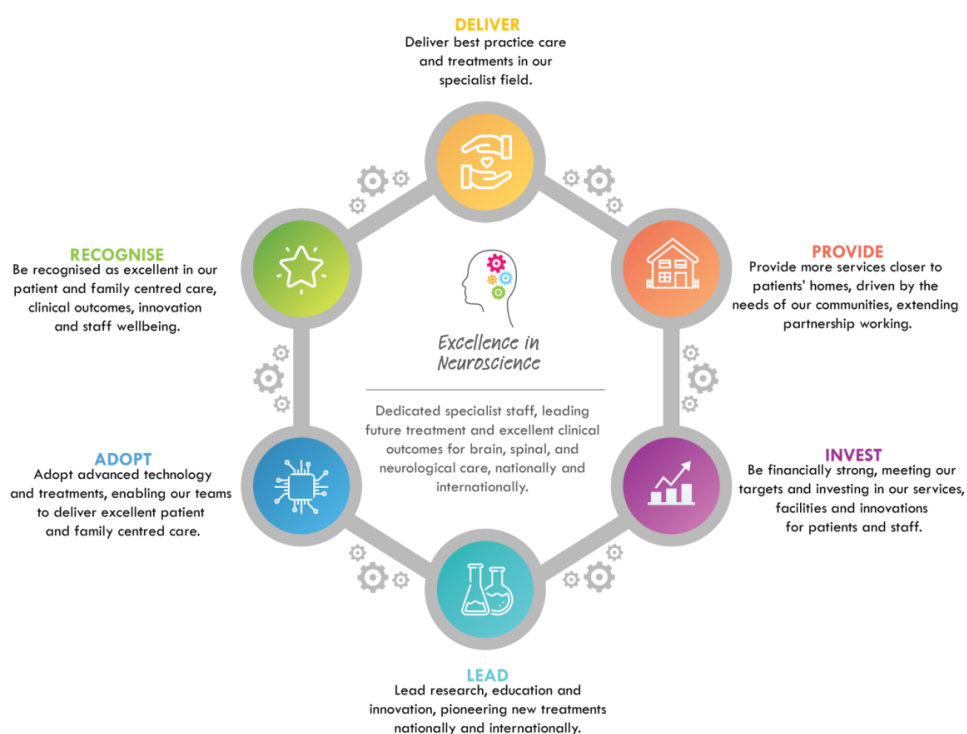 DELIVER
Deliver best practice care
and treatments in our
specialist field.
PROVIDE
Provide more services closer to
patients' homes, driven by the
needs of our communities, extending
partnership working.
INVEST
Be financially strong, meeting our
targets and investing in our services,
facilities and innovations
for patients and staff.
LEAD
Lead research, education and
innovation, pioneering new treatments
nationally and internationally.
ADOPT
Adopt advanced technology
and treatments, enabling our teams
to deliver excellent patient
and family centred care.
RECOGNISE
Be recognised as excellent in our
patient and family centred care,
clinical outcomes, innovation
and staff wellbeing.
Excellence in
Neuroscience
Dedicated specialist staff, leading
future treatment and excellent clinical
outcomes for brain, spinal, and
neurological care, nationally and
internationally.